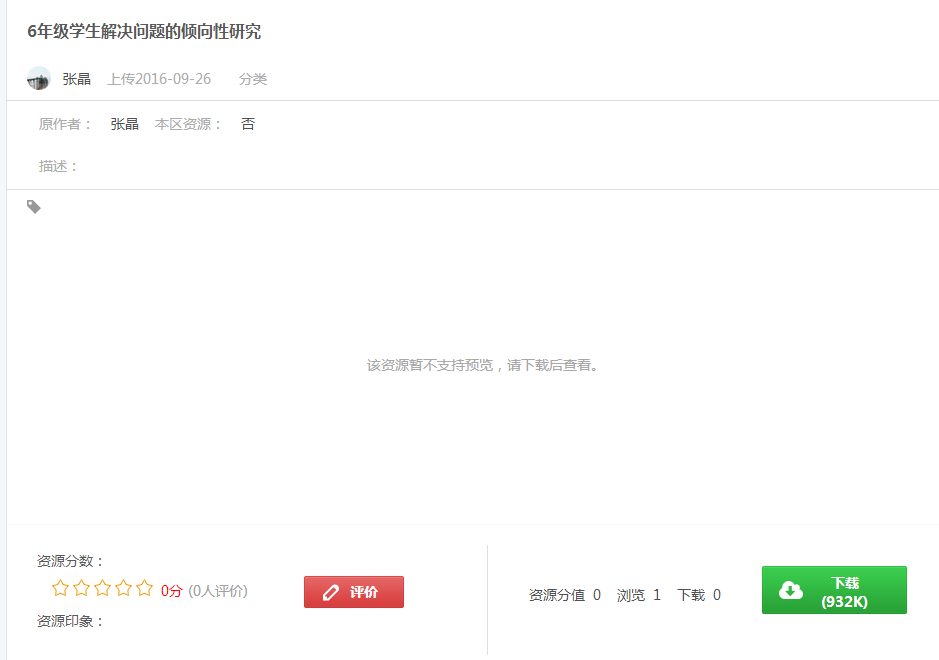 6年级学生解决问题的倾向性研究
张晶 上传2016-09-26 分类
原作者： 张晶 本区资源： 否
描述：
该资源暂不支持预览，请下载后查看。
资源分数：
0分 (0人评价)
评价
资源印象：
资源分值 0 浏览 1 下载 0
下载
(932K)